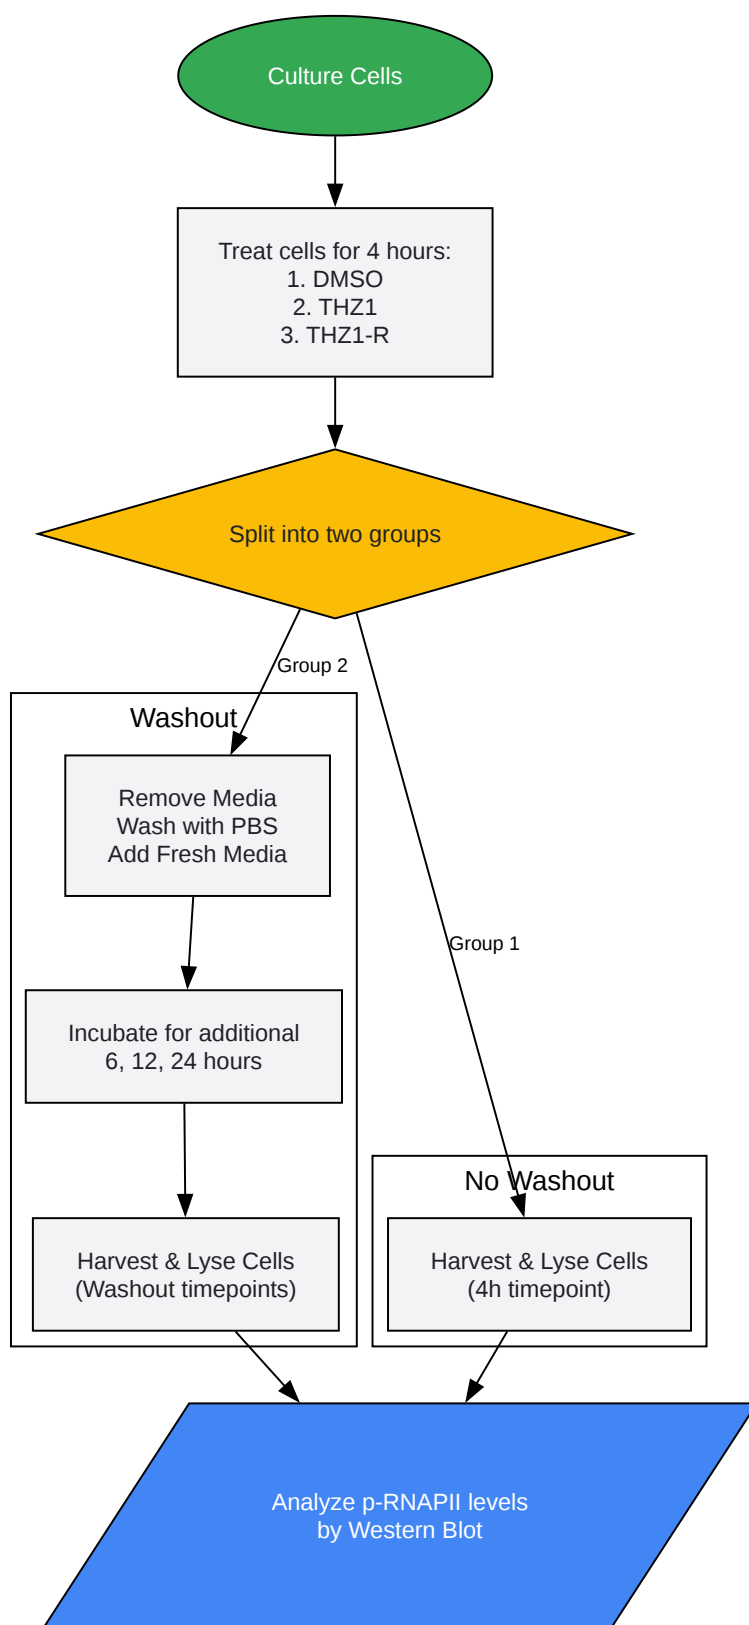 Culture Cells
Treat cells for 4 hours:
1. DMSO
2. THZ1
3. THZ1-R
Split into two groups
Group 2
Washout
Remove Media
Wash with PBS
Add Fresh Media
Group 1
Incubate for additional
6, 12, 24 hours
No Washout
Harvest & Lyse Cells
(Washout timepoints)
Harvest & Lyse Cells
(4h timepoint)
Analyze p-RNAPII levels
by Western Blot